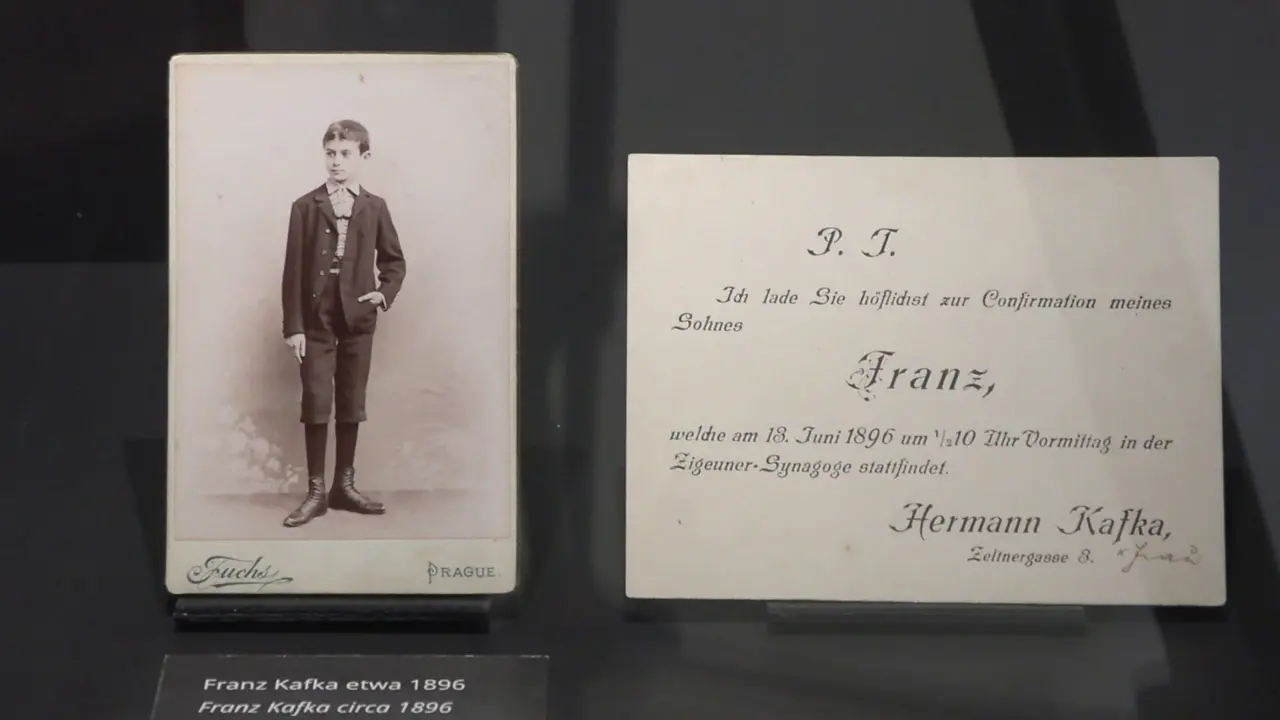 Fuchs
PRAGUE.
Franz Kafka etwa 1896
Franz Kafka circa 1896
P. T.
Ich lade Sie höflichst zur Confirmation meines
Sohnes
Franz,
welche am 13. Juni 1896 um ½10 Uhr Vormittag in der
Zigeuner-Synagoge stattfindet.
Hermann Kafka,
Zeltnergasse 3.
Frau